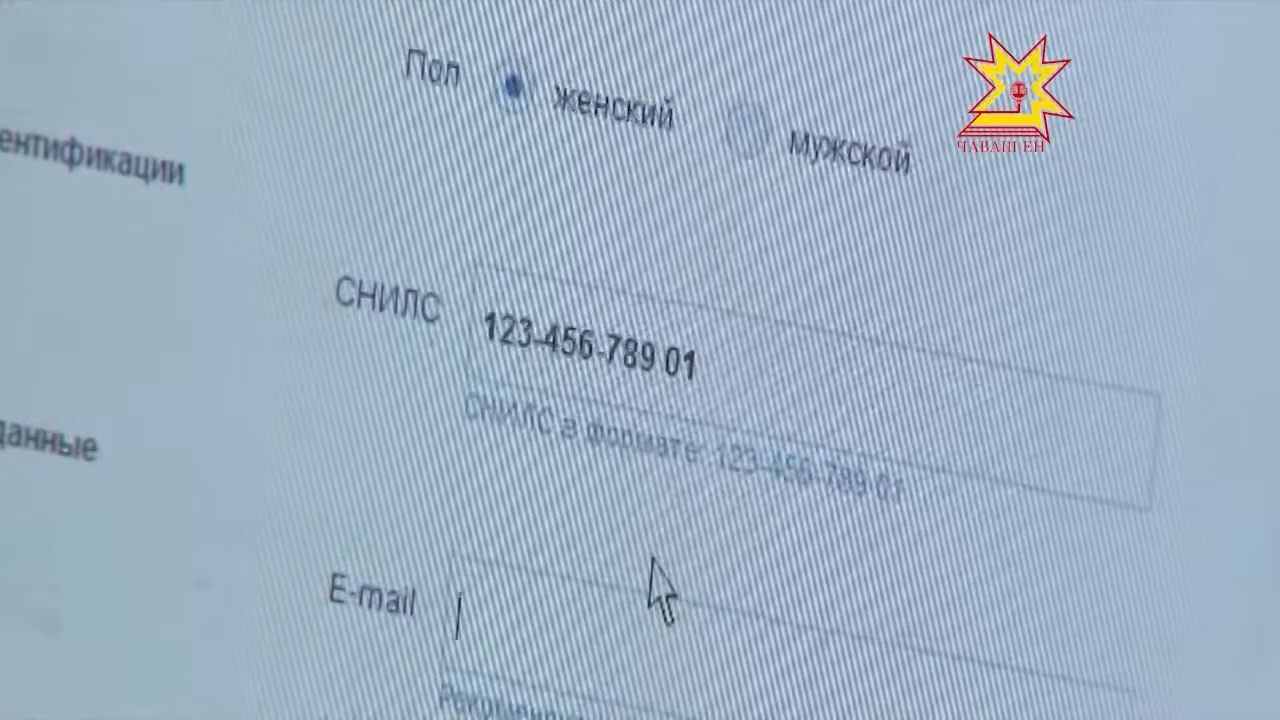 Пол женский мужской
ентификации
СНИЛС 123-456-789 01
СНИЛС в формате: 123-456-789 01
данные
E-mail
ЧАВАШ ЕН